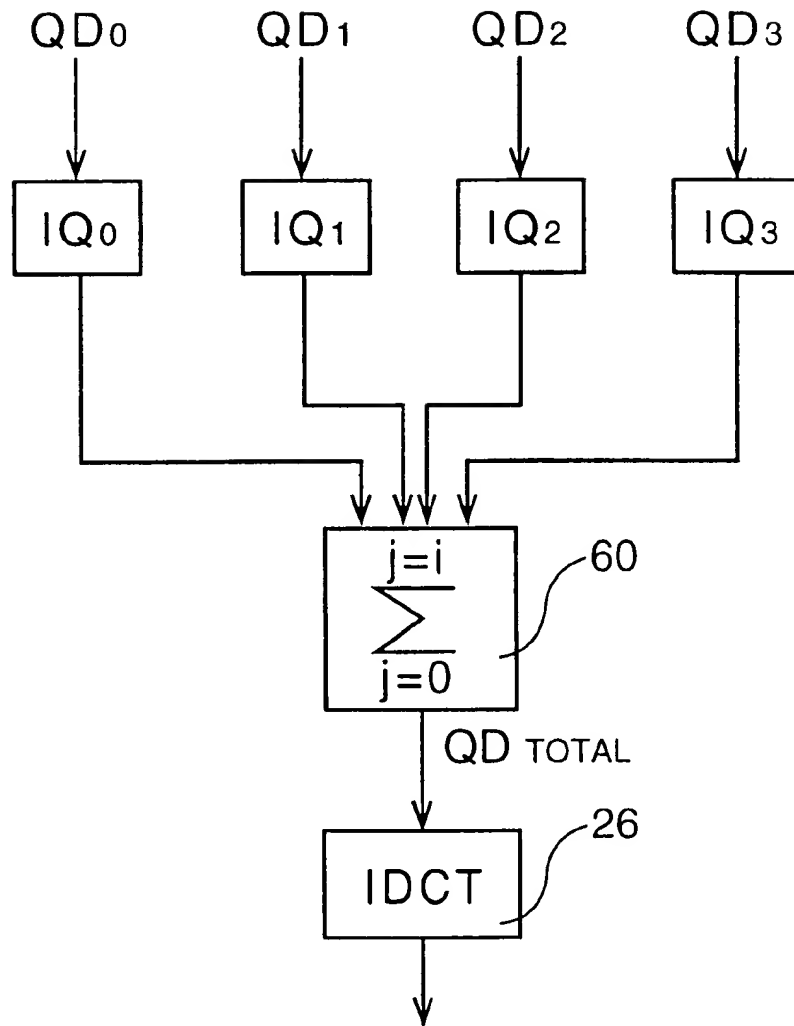 QD0 QD1 QD2 QD3
IQ0 IQ1 IQ2 IQ3
j=i
∑
j=0
60
QD TOTAL
26
IDCT